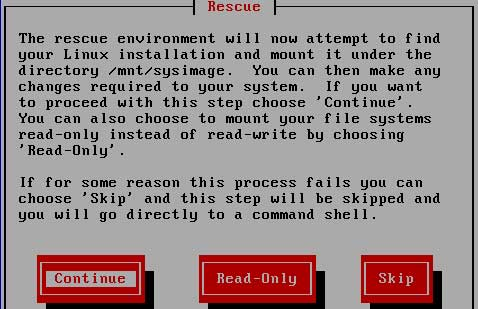 Rescue
The rescue environment will now attempt to find
your Linux installation and mount it under the
directory /mnt/sysimage.  You can then make any
changes required to your system.  If you want
to proceed with this step choose 'Continue'.
You can also choose to mount your file systems
read-only instead of read-write by choosing
'Read-Only'.
If for some reason this process fails you can
choose 'Skip' and this step will be skipped and
you will go directly to a command shell.
Continue Read-Only Skip